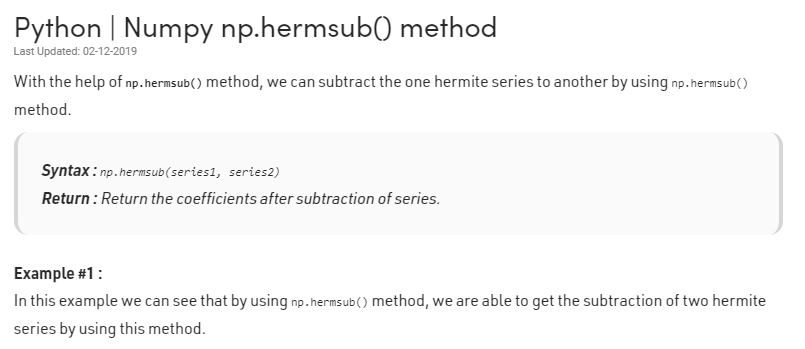 Python | Numpy np.hermsub() method
Last Updated: 02-12-2019
With the help of np.hermsub() method, we can subtract the one hermite series to another by using np.hermsub()
method.
Syntax : np.hermsub(series1, series2)
Return : Return the coefficients after subtraction of series.
Example #1 :
In this example we can see that by using np.hermsub() method, we are able to get the subtraction of two hermite
series by using this method.